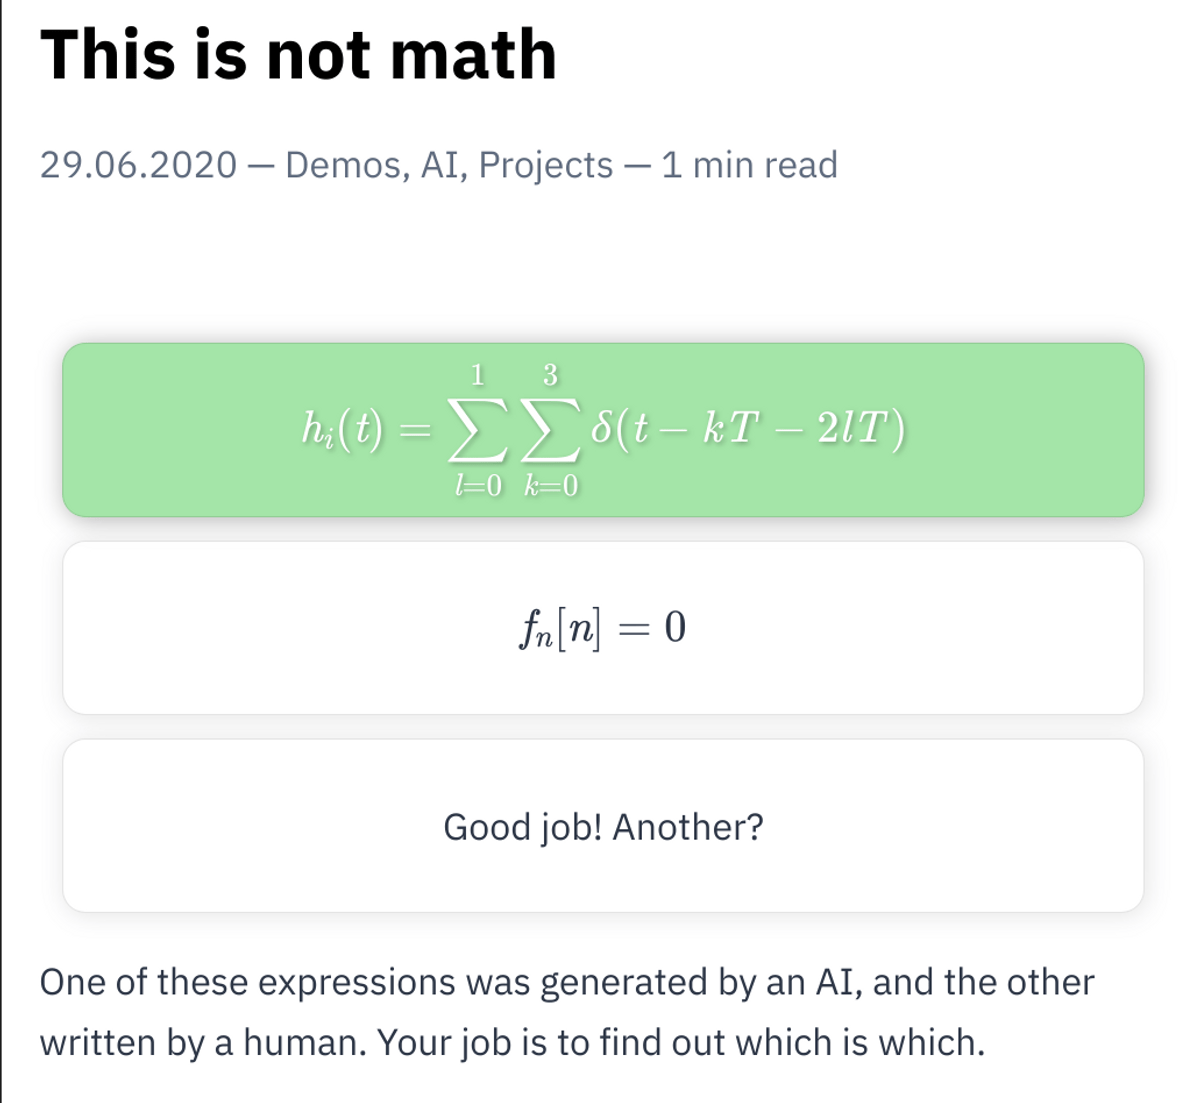 This is not math
29.06.2020 — Demos, AI, Projects — 1 min read
h_i(t) = \sum_{l=0}^{1} \sum_{k=0}^{3} δ(t − kT − 2lT)
f_n[n] = 0
Good job! Another?
One of these expressions was generated by an AI, and the other
written by a human. Your job is to find out which is which.